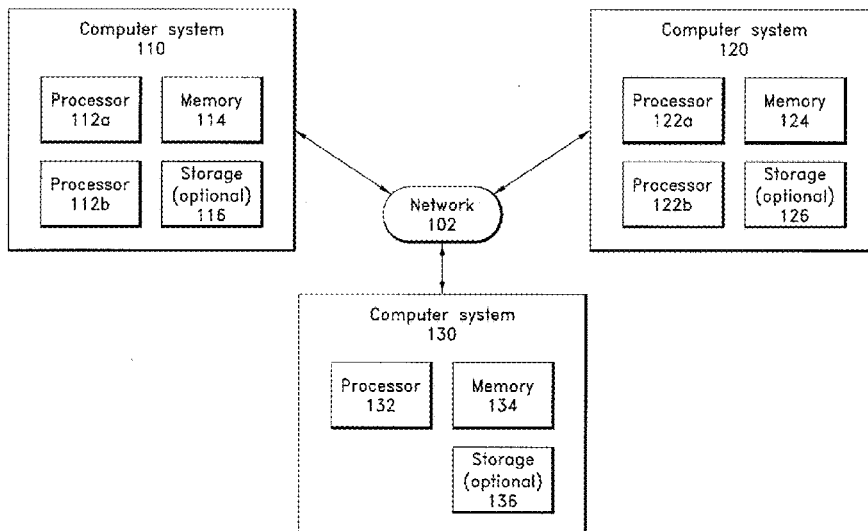 Computer system
110
Processor
112a
Memory
114
Processor
112b
Storage
(optional)
116
Computer system
120
Processor
122a
Memory
124
Processor
122b
Storage
(optional)
126
Network
102
Computer system
130
Processor
132
Memory
134
Storage
(optional)
136